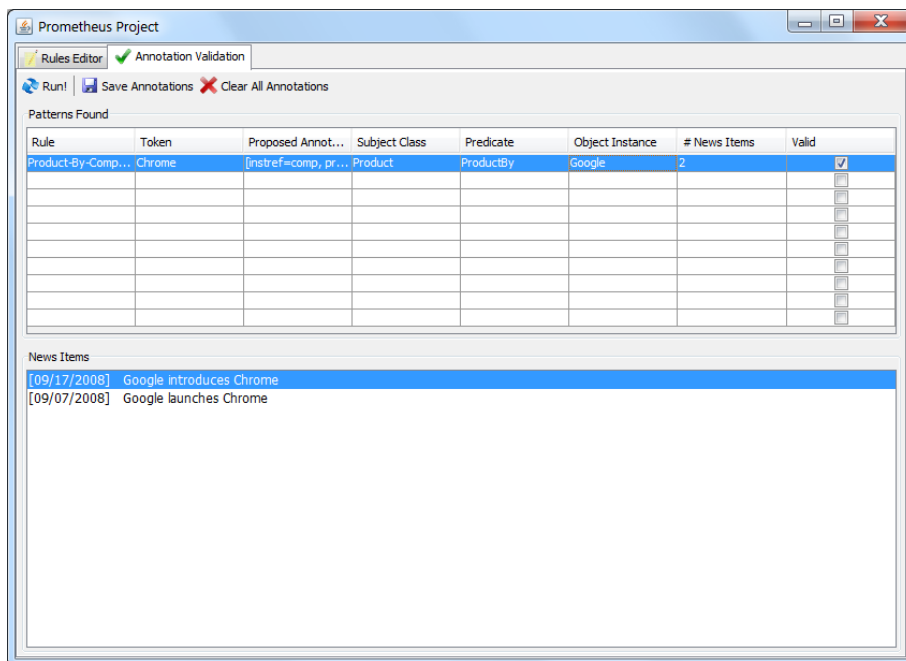 Prometheus Project
Rules Editor Annotation Validation
Run! Save Annotations Clear All Annotations
Patterns Found
Rule Token Proposed Annot... Subject Class Predicate Object Instance # News Items Valid
Product-By-Comp... Chrome [instref=comp, pr... Product ProductBy Google 2
News Items
[09/17/2008] Google introduces Chrome
[09/07/2008] Google launches Chrome